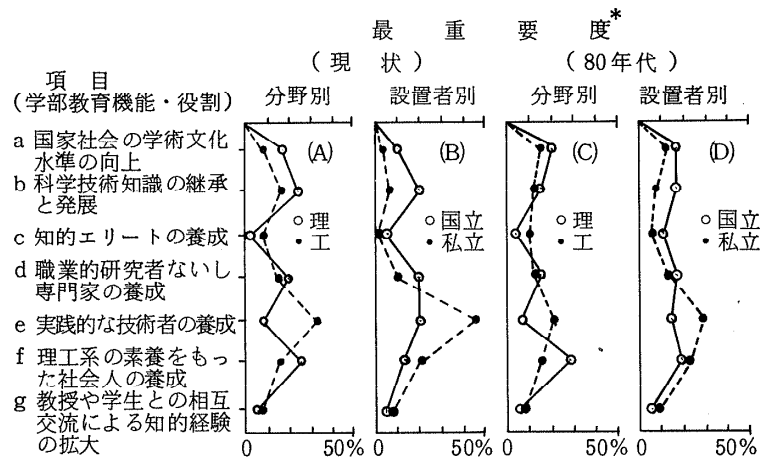 最重要度*
(現状)
(80年代)
項目
(学部教育機能・役割)
分野別
設置者別
分野別
設置者別
a 国家社会の学術文化
水準の向上
b 科学技術知識の継承
と発展
c 知的エリートの養成
d 職業的研究者ないし
専門家の養成
e 実践的な技術者の養成
f 理工系の素養をもっ
た社会人の養成
g 教授や学生との相互
交流による知的経験
の拡大
(A)
○理
●工
0 50%
(B)
○国立
●私立
0 50%
(C)
○理
●工
0 50%
(D)
○国立
●私立
0 50%